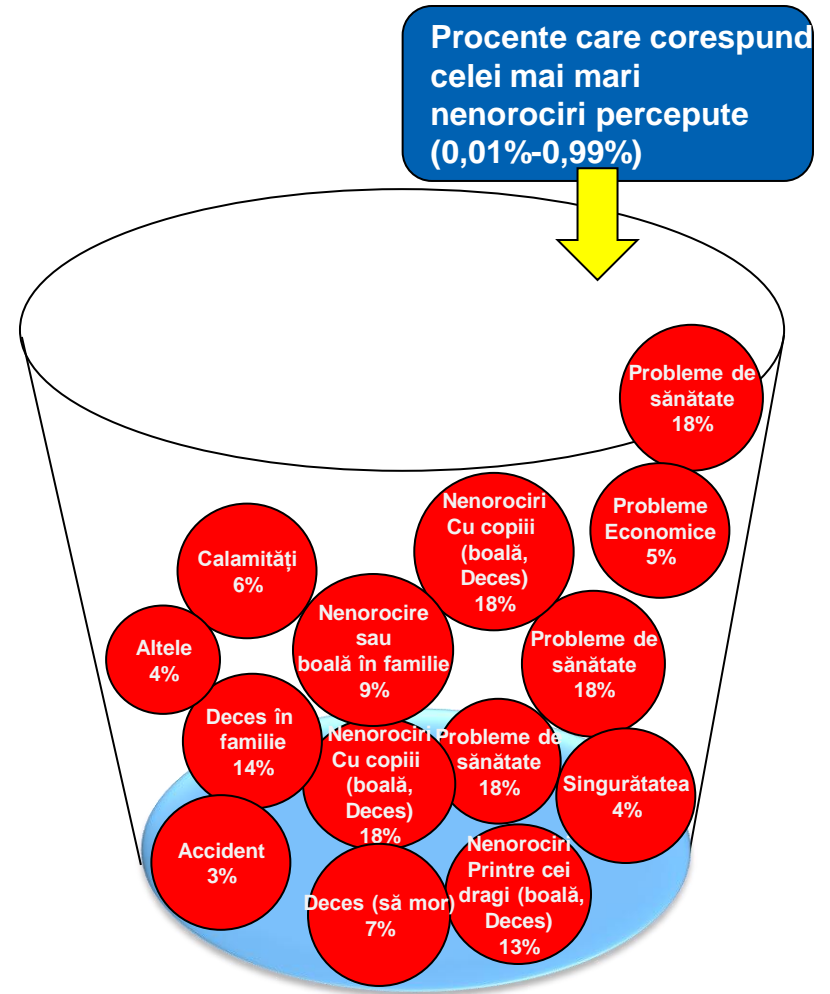 Procente care corespund
celei mai mari
nenorociri percepute
(0,01%-0,99%)
Probleme de
sănătate
18%
Probleme
Economice
5%
Nenorociri
Cu copiii
(boală,
Deces)
18%
Calamități
6%
Nenorocire
sau
boală în familie
9%
Probleme de
sănătate
18%
Altele
4%
Deces în
familie
14%
Nenorociri
Cu copiii
(boală,
Deces)
18%
Probleme de
sănătate
18%
Singurătatea
4%
Accident
3%
Deces (să mor)
7%
Nenorociri
Printre cei
dragi (boală,
Deces)
13%